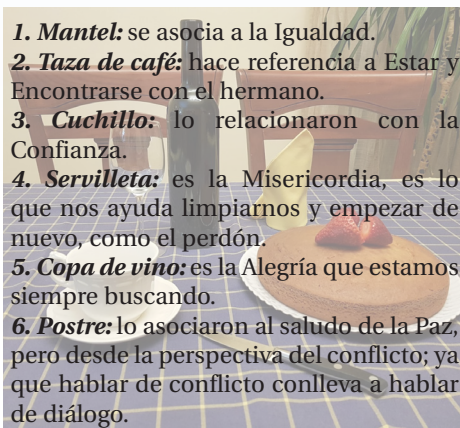 1. Mantel: se asocia a la Igualdad.
2. Taza de café: hace referencia a Estar y
Encontrarse con el hermano.
3. Cuchillo: lo relacionaron con la
Confianza.
4. Servilleta: es la Misericordia, es lo
que nos ayuda limpiarnos y empezar de
nuevo, como el perdón.
5. Copa de vino: es la Alegría que estamos
siempre buscando.
6. Postre: lo asociaron al saludo de la Paz,
pero desde la perspectiva del conflicto; ya
que hablar de conflicto conlleva a hablar
de diálogo.